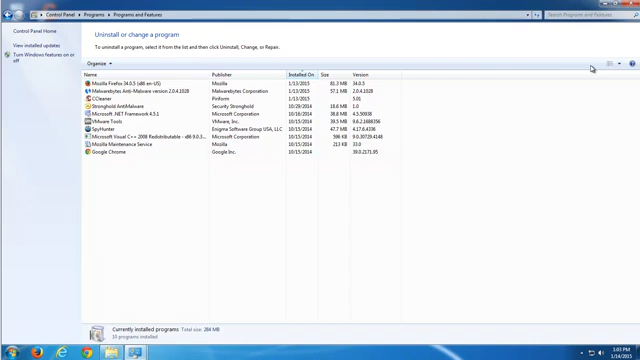 Control Panel ▸ Programs ▸ Programs and Features
Search Programs and Features
Control Panel Home
View installed updates
Turn Windows features on or
off
Uninstall or change a program
To uninstall a program, select it from the list and then click Uninstall, Change, or Repair.
Organize
Name Publisher Installed On Size Version
Mozilla Firefox 34.0.5 (x86 en-US) Mozilla 1/13/2015 81.3 MB 34.0.5
Malwarebytes Anti-Malware version 2.0.4.1028 Malwarebytes Corporation 1/13/2015 57.1 MB 2.0.4.1028
CCleaner Piriform 1/13/2015 5.01
Stronghold AntiMalware Security Stronghold 10/29/2014 18.6 MB 1.0
Microsoft .NET Framework 4.5.1 Microsoft Corporation 10/16/2014 38.8 MB 4.5.50938
VMware Tools VMware, Inc. 10/15/2014 39.5 MB 9.6.2.1688356
SpyHunter Enigma Software Group USA, LLC 10/15/2014 47.7 MB 4.17.6.4336
Microsoft Visual C++ 2008 Redistributable - x86 9.0.3... Microsoft Corporation 10/15/2014 596 KB 9.0.30729.4148
Mozilla Maintenance Service Mozilla 10/15/2014 213 KB 33.0
Google Chrome Google Inc. 10/15/2014 39.0.2171.95
Currently installed programs Total size: 284 MB
10 programs installed
1:03 PM
1/14/2015